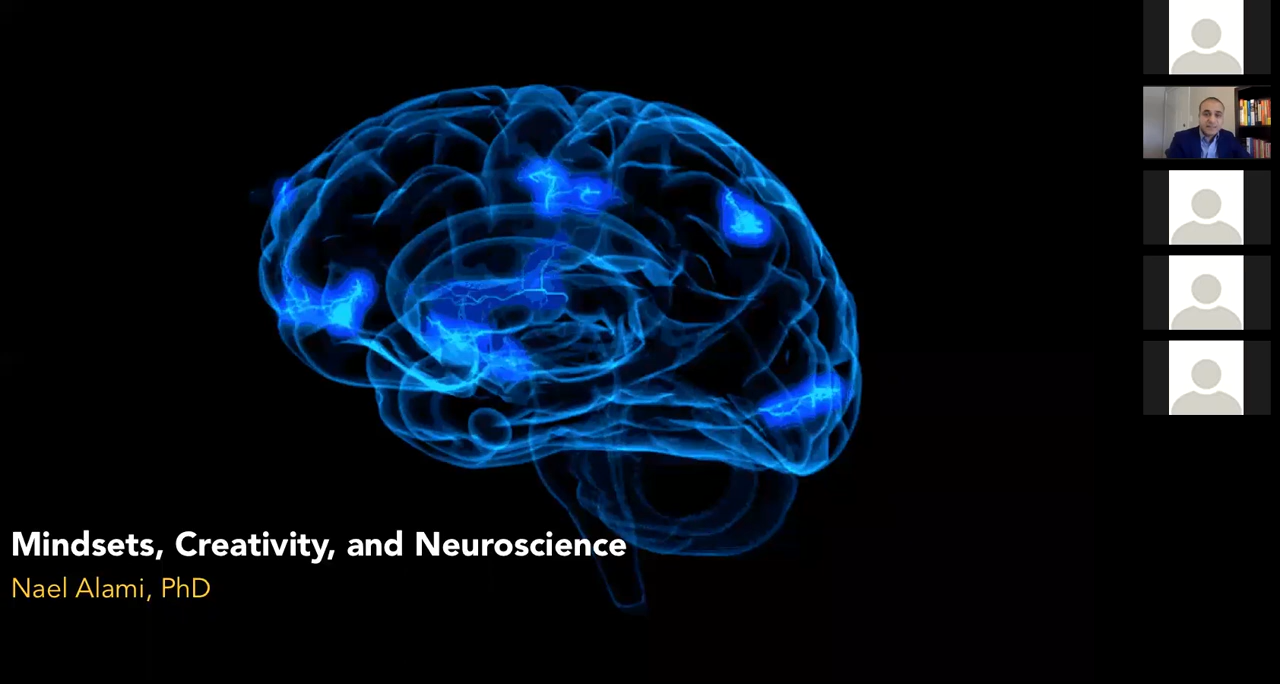 Mindsets, Creativity, and Neuroscience
Nael Alami, PhD